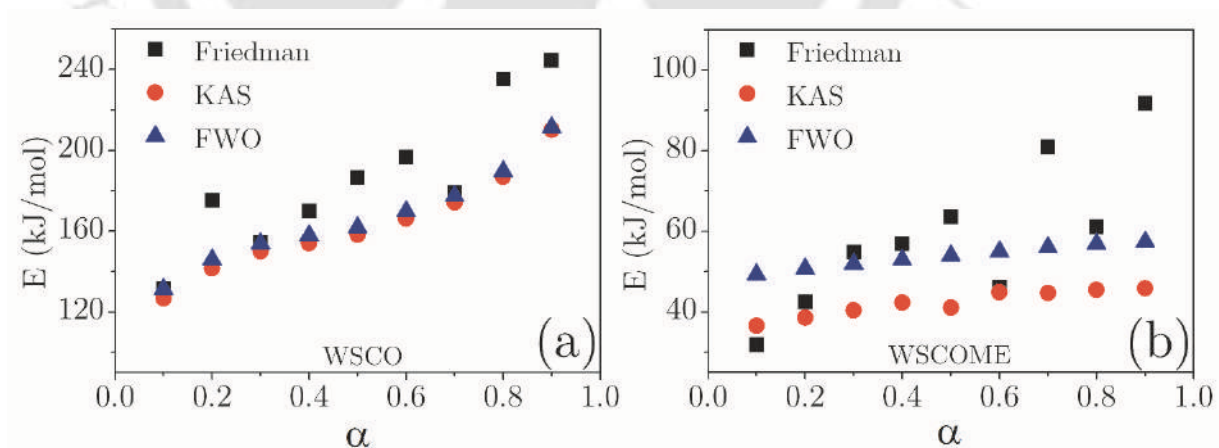 Friedman
KAS
FWO
E (kJ/mol)
240
200
160
120
WSCO
(a)
0.0 0.2 0.4 0.6 0.8 1.0
α
Friedman
KAS
FWO
E (kJ/mol)
100
80
60
40
WSCOME
(b)
0.0 0.2 0.4 0.6 0.8 1.0
α